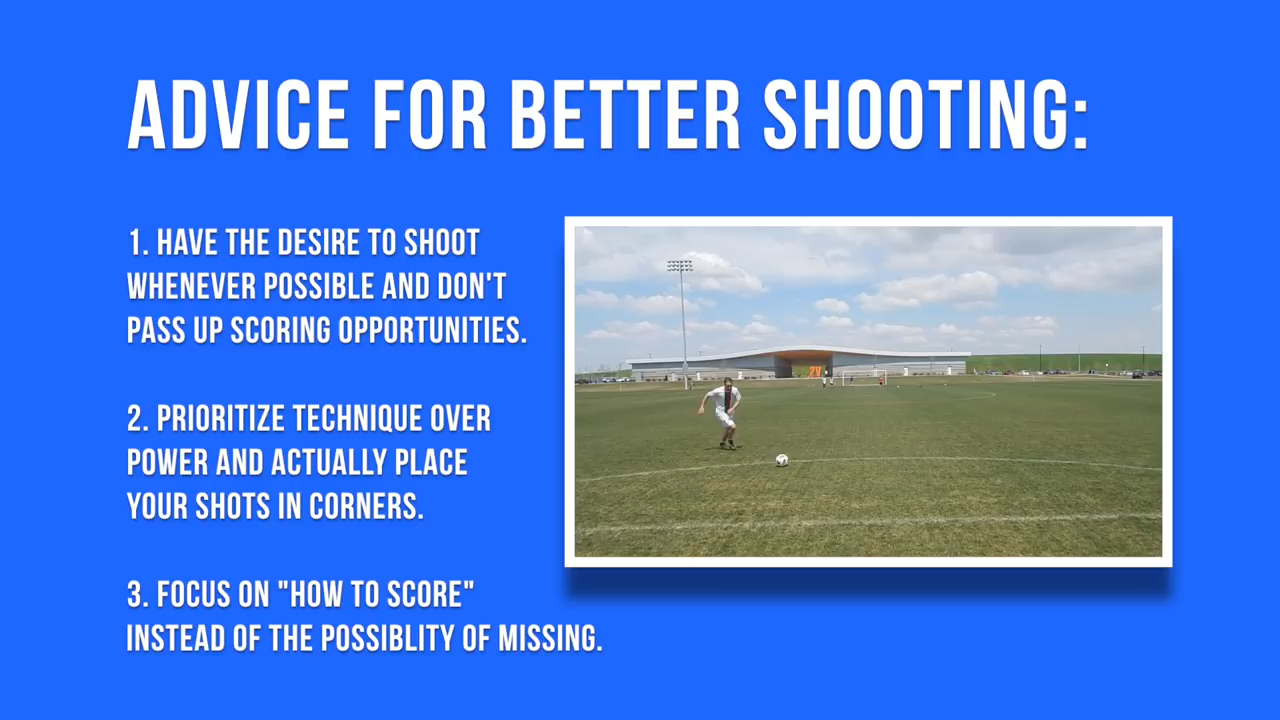 ADVICE FOR BETTER SHOOTING:
1. HAVE THE DESIRE TO SHOOT
WHENEVER POSSIBLE AND DON'T
PASS UP SCORING OPPORTUNITIES.
2. PRIORITIZE TECHNIQUE OVER
POWER AND ACTUALLY PLACE
YOUR SHOTS IN CORNERS.
3. FOCUS ON "HOW TO SCORE"
INSTEAD OF THE POSSIBLITY OF MISSING.